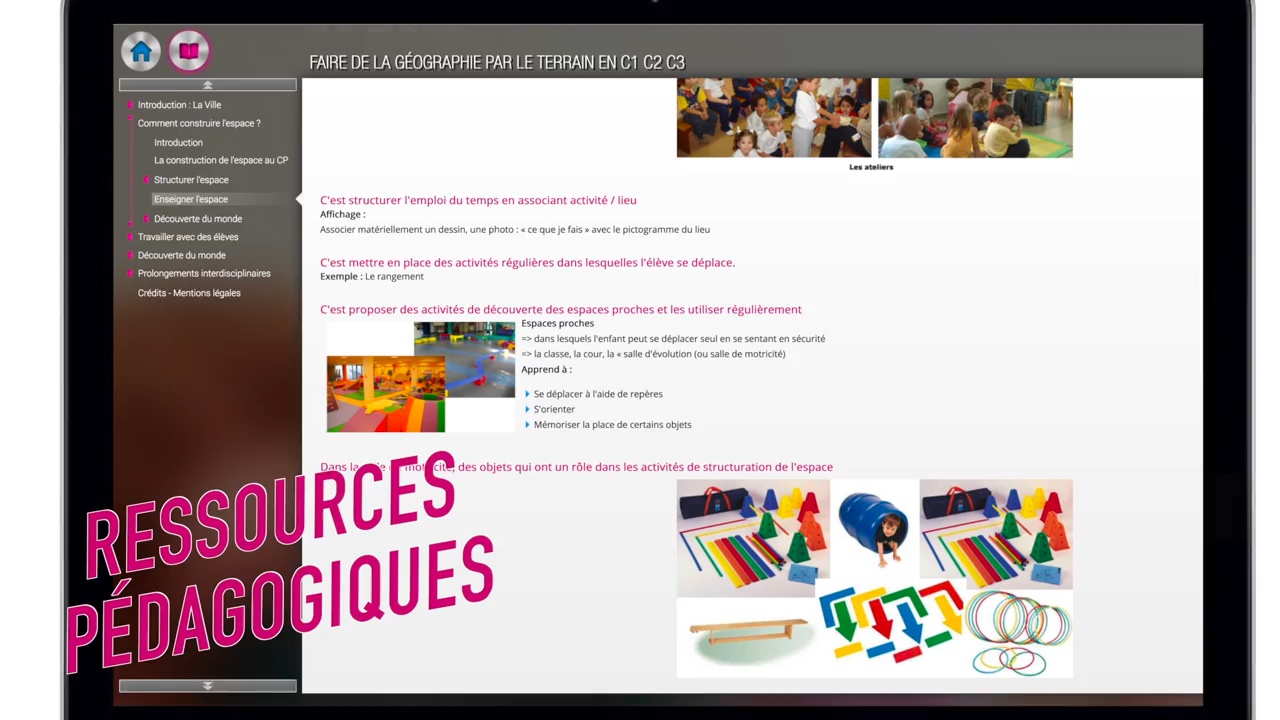 FAIRE DE LA GÉOGRAPHIE PAR LE TERRAIN EN C1 C2 C3
Introduction : La Ville
Comment construire l'espace ?
Introduction
La construction de l'espace au CP
Structurer l'espace
Enseigner l'espace
Découverte du monde
Travailler avec des élèves
Découverte du monde
Prolongements interdisciplinaires
Crédits - Mentions légales
Les ateliers
C'est structurer l'emploi du temps en associant activité / lieu
Affichage :
Associer matériellement un dessin, une photo : « ce que je fais » avec le pictogramme du lieu
C'est mettre en place des activités régulières dans lesquelles l'élève se déplace.
Exemple : Le rangement
C'est proposer des activités de découverte des espaces proches et les utiliser régulièrement
Espaces proches
=> dans lesquels l'enfant peut se déplacer seul en se sentant en sécurité
=> la classe, la cour, la « salle d'évolution (ou salle de motricité)
Apprend à :
Se déplacer à l'aide de repères
S'orienter
Mémoriser la place de certains objets
Dans la de motricité, des objets qui ont un rôle dans les activités de structuration de l'espace
RESSOURCES
PÉDAGOGIQUES